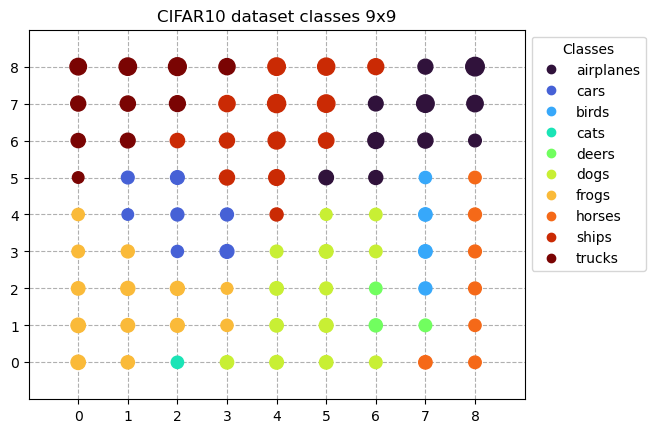 CIFAR10 dataset classes 9x9
8
7
6
5
4
3
2
1
0
0 1 2 3 4 5 6 7 8
Classes
airplanes
cars
birds
cats
deers
dogs
frogs
horses
ships
trucks